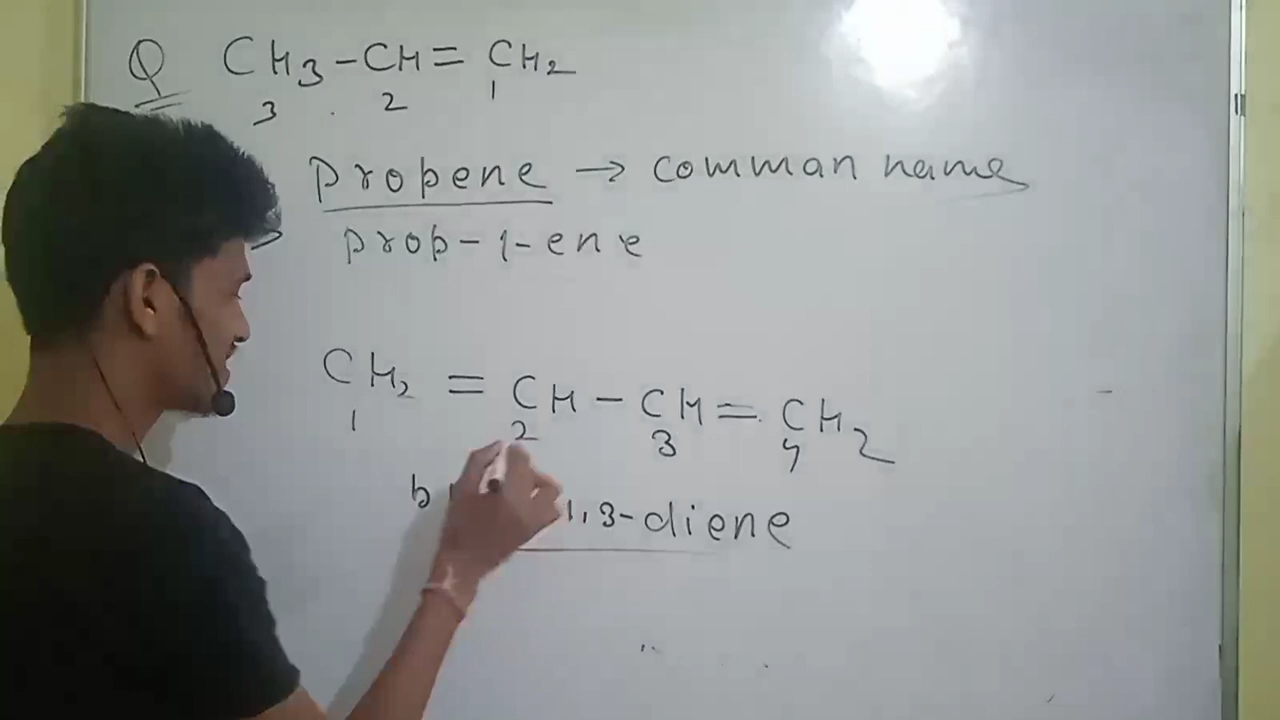 Q CH3-CH=CH2
3 2 1
propene → comman name
prop-1-ene
CH2=CH-CH=CH2
1 2 3 4
b 1,3-diene